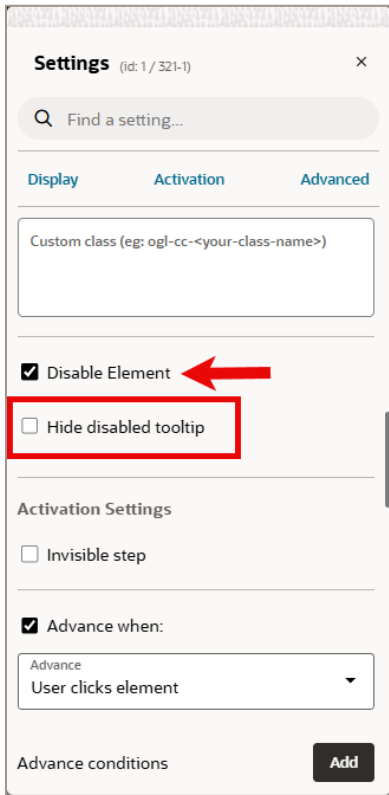 Settings (id: 1 / 321-1)
Find a setting...
Display Activation Advanced
Custom class (eg: ogl-cc-<your-class-name>)
Disable Element
Hide disabled tooltip
Activation Settings
Invisible step
Advance when:
Advance
User clicks element
Advance conditions Add